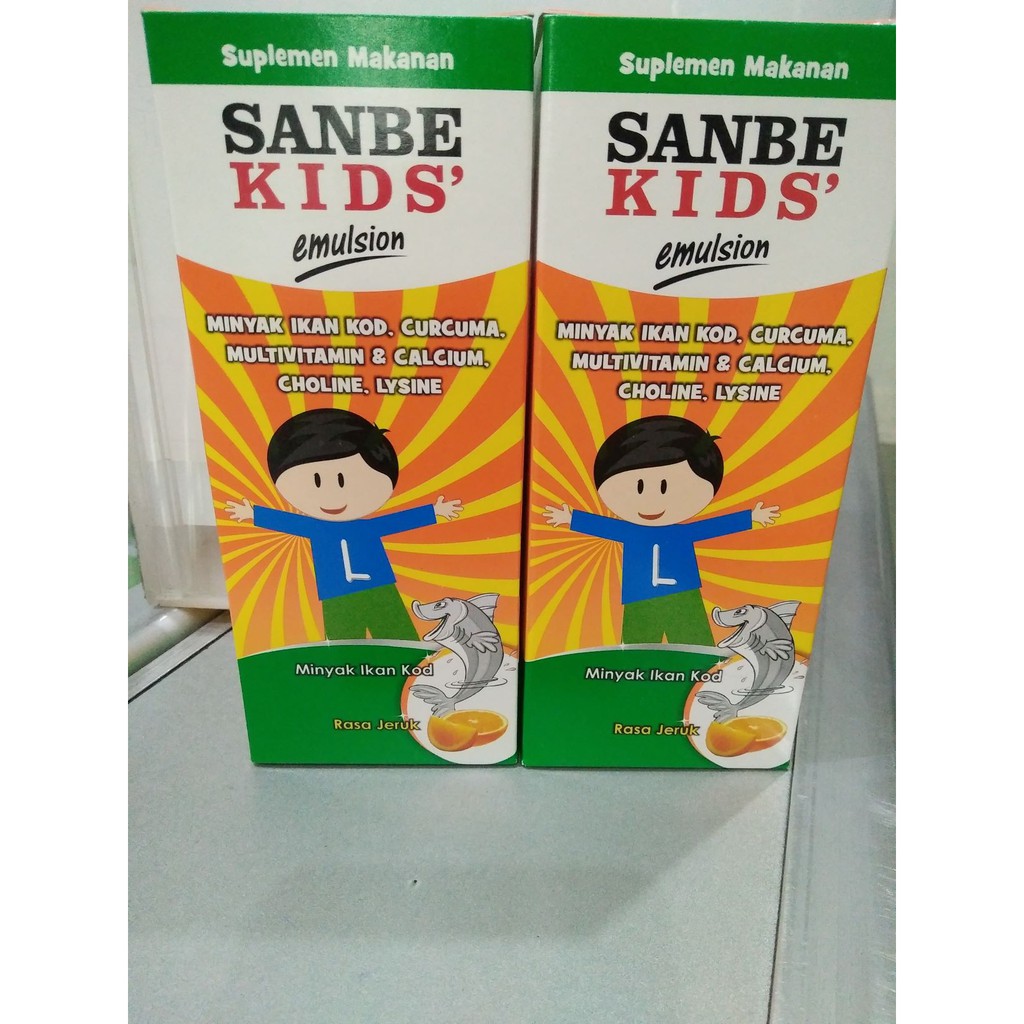 Suplemen Makanan
SANBE
KIDS'
emulsion
MINYAK IKAN KOD, CURCUMA,
MULTIVITAMIN & CALCIUM,
CHOLINE, LYSINE
L
Minyak Ikan Kod
Rasa Jeruk
Suplemen Makanan
SANBE
KIDS'
emulsion
MINYAK IKAN KOD, CURCUMA,
MULTIVITAMIN & CALCIUM,
CHOLINE, LYSINE
L
Minyak Ikan Kod
Rasa Jeruk